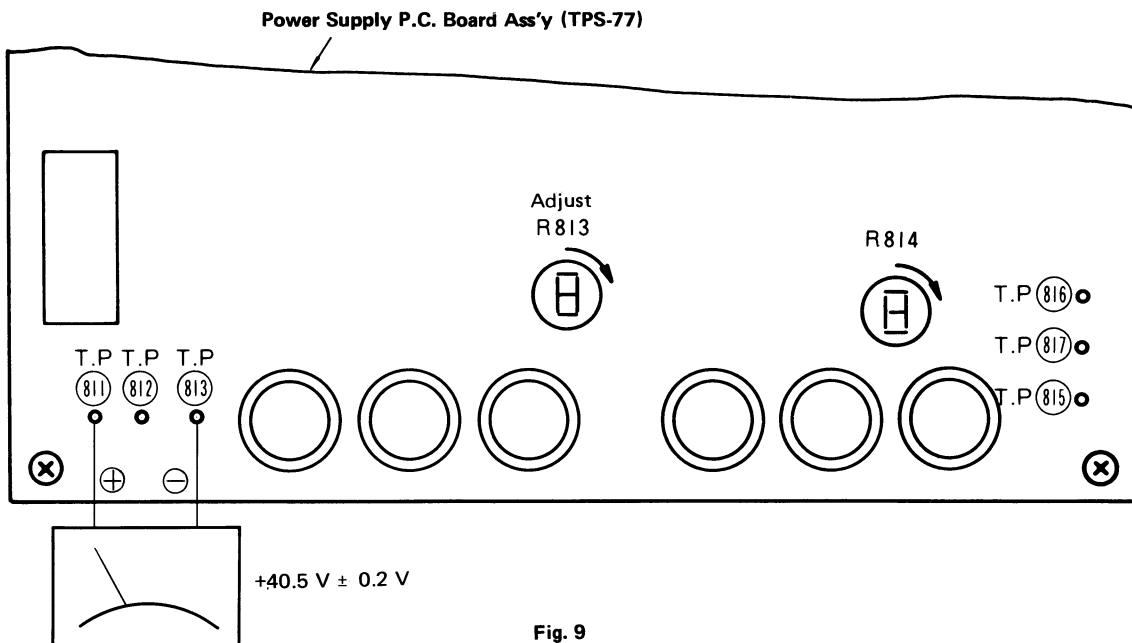 Power Supply P.C. Board Ass'y (TPS-77)
Adjust
R813
R814
T.P 816
T.P 817
T.P 815
T.P T.P T.P
811 812 813
⊕ ⊖
+40.5 V ± 0.2 V
Fig. 9